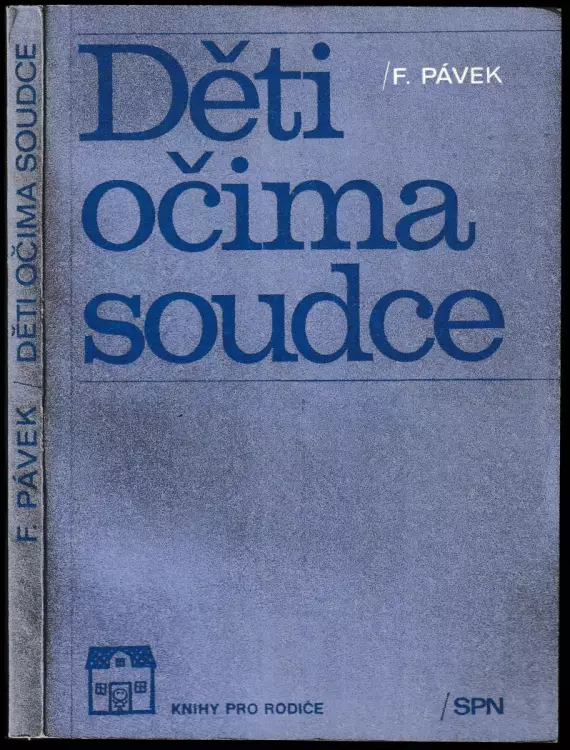 F. PÁVEK / DĚTI OČIMA SOUDCE
/F. PÁVEK
Děti
očima
soudce
KNIHY PRO RODIČE
/SPN